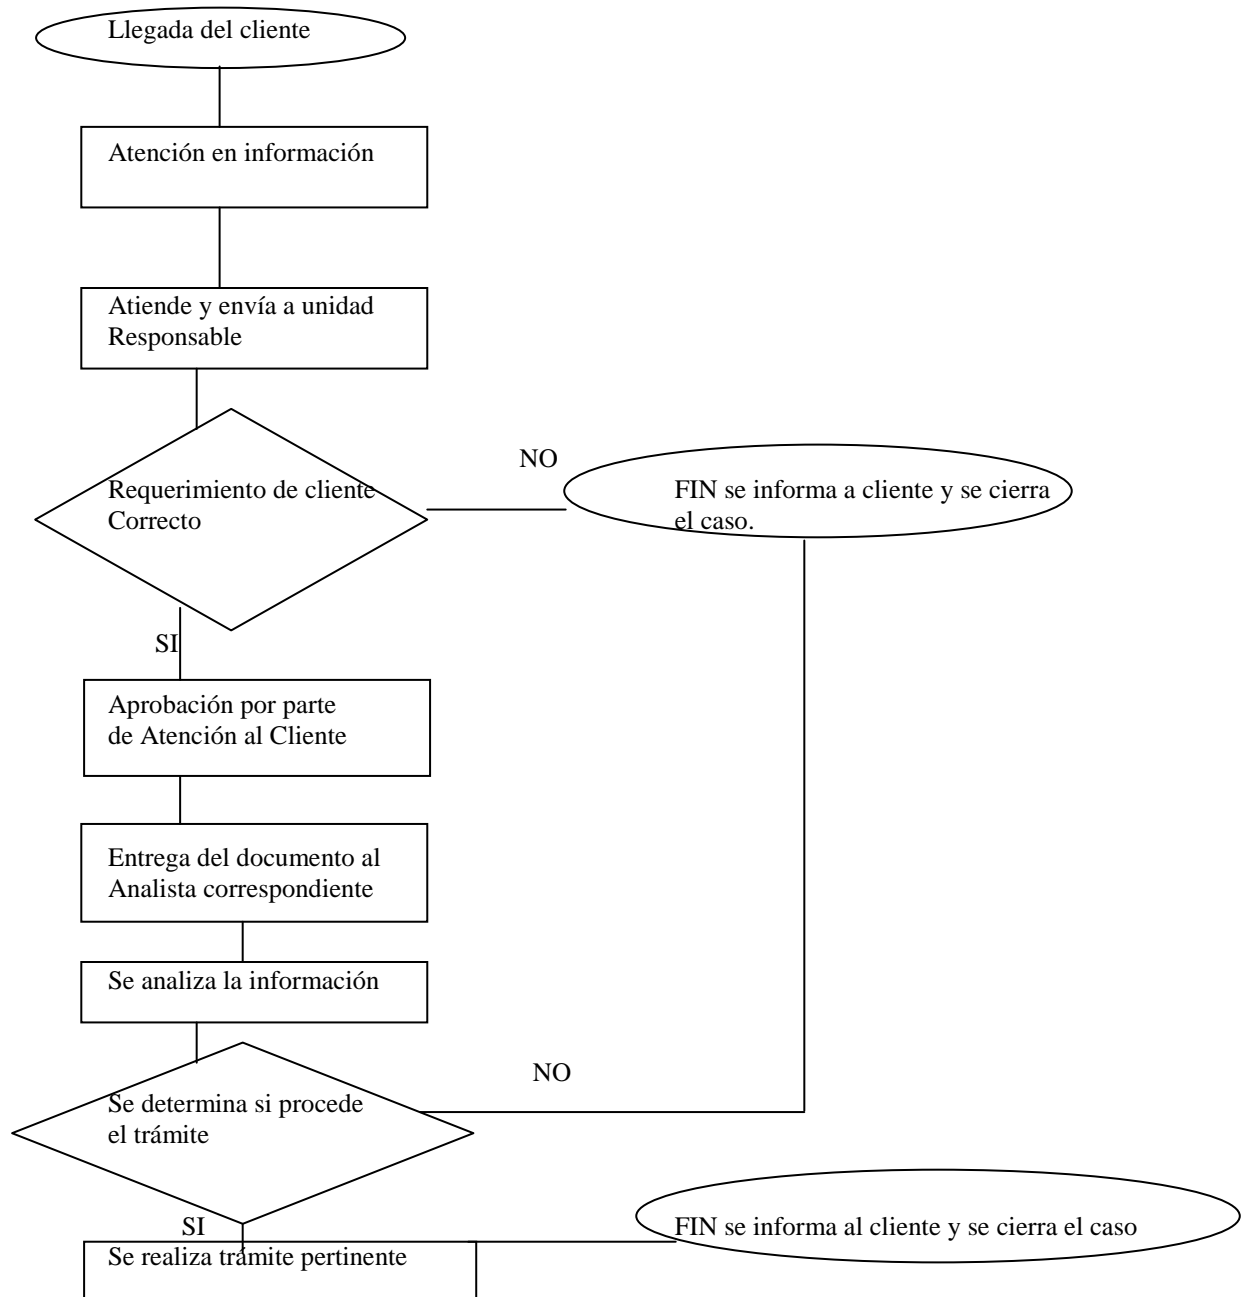 Llegada del cliente
Atención en información
Atiende y envía a unidad
Responsable
NO
Requerimiento de cliente
Correcto
FIN se informa a cliente y se cierra
el caso.
SI
Aprobación por parte
de Atención al Cliente
Entrega del documento al
Analista correspondiente
Se analiza la información
NO
Se determina si procede
el trámite
SI
FIN se informa al cliente y se cierra el caso
Se realiza trámite pertinente